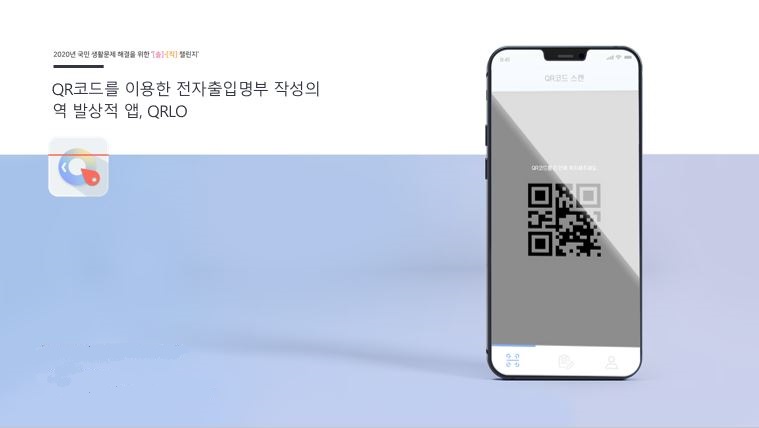 2020년 국민 생활문제 해결을 위한 '[솔]-[직] 챌린지'
QR코드를 이용한 전자출입명부 작성의
역 발상적 앱, QRLO
9:41
QR코드 스캔
QR코드를